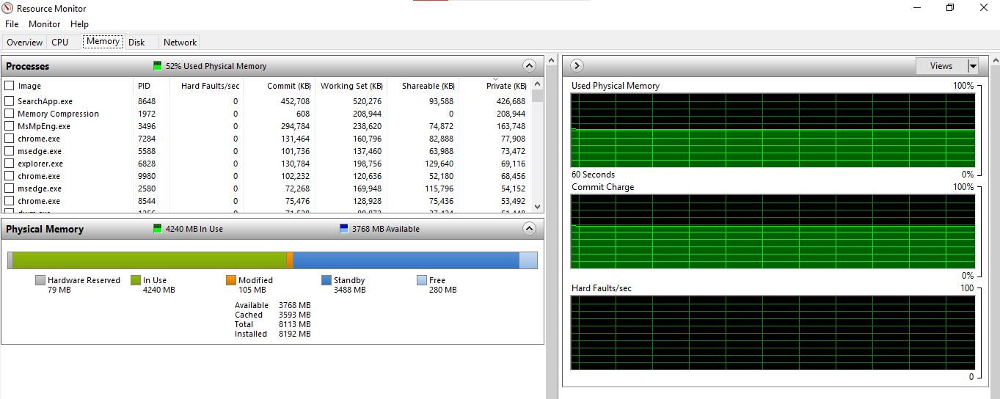 Resource Monitor
File Monitor Help
Overview CPU Memory Disk Network
Processes 52% Used Physical Memory
Image PID Hard Faults/sec Commit (KB) Working Set (KB) Shareable (KB) Private (KB)
SearchApp.exe 8648 0 452,708 520,276 93,588 426,688
Memory Compression 1972 0 608 208,944 0 208,944
MsMpEng.exe 3496 0 294,784 238,620 74,872 163,748
chrome.exe 7284 0 131,464 160,796 82,888 77,908
msedge.exe 5588 0 101,736 137,460 63,988 73,472
explorer.exe 6828 0 130,784 198,756 129,640 69,116
chrome.exe 9980 0 102,232 120,636 52,180 68,456
msedge.exe 2580 0 72,268 169,948 115,796 54,152
chrome.exe 8544 0 75,476 128,928 75,436 53,492
Physical Memory 4240 MB In Use 3768 MB Available
Hardware Reserved In Use Modified Standby Free
79 MB 4240 MB 105 MB 3488 MB 280 MB
Available 3768 MB
Cached 3593 MB
Total 8113 MB
Installed 8192 MB
Views
Used Physical Memory 100%
60 Seconds 0%
Commit Charge 100%
0%
Hard Faults/sec 100
0